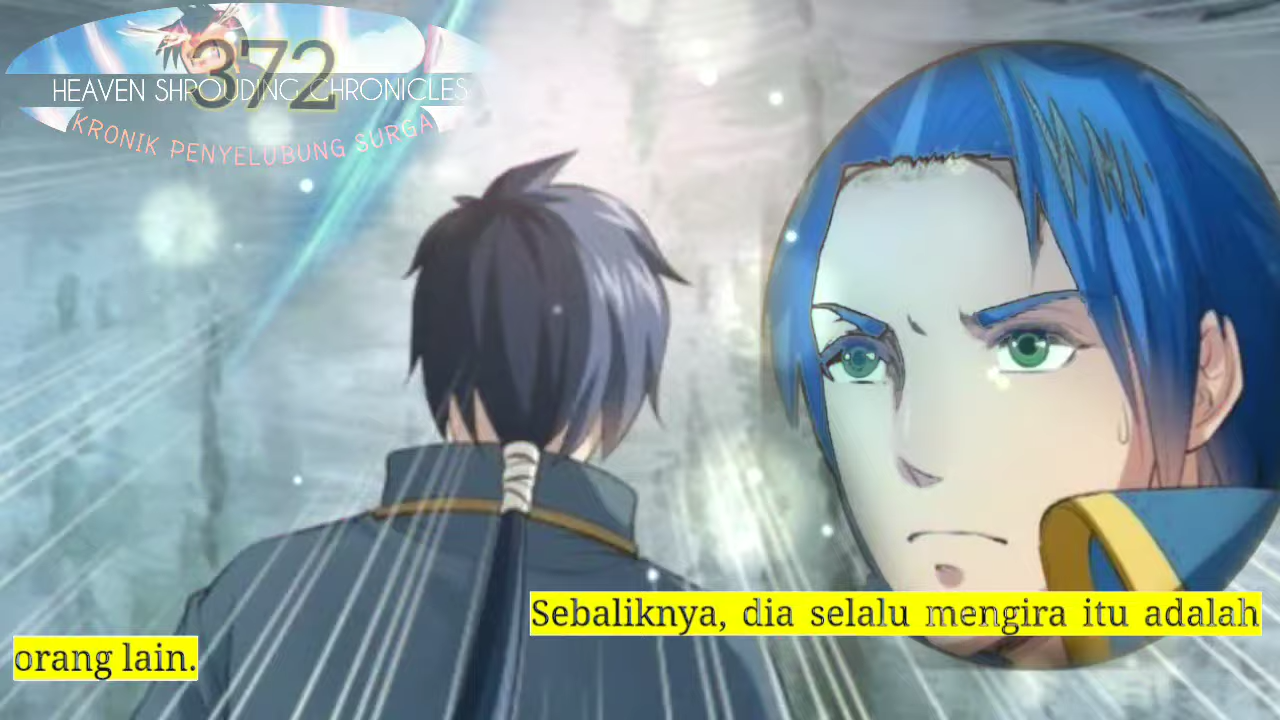 372
HEAVEN SHROUDING CHRONICLES
KRONIK PENYELUBUNG SURGA
Sebaliknya, dia selalu mengira itu adalah
orang lain.